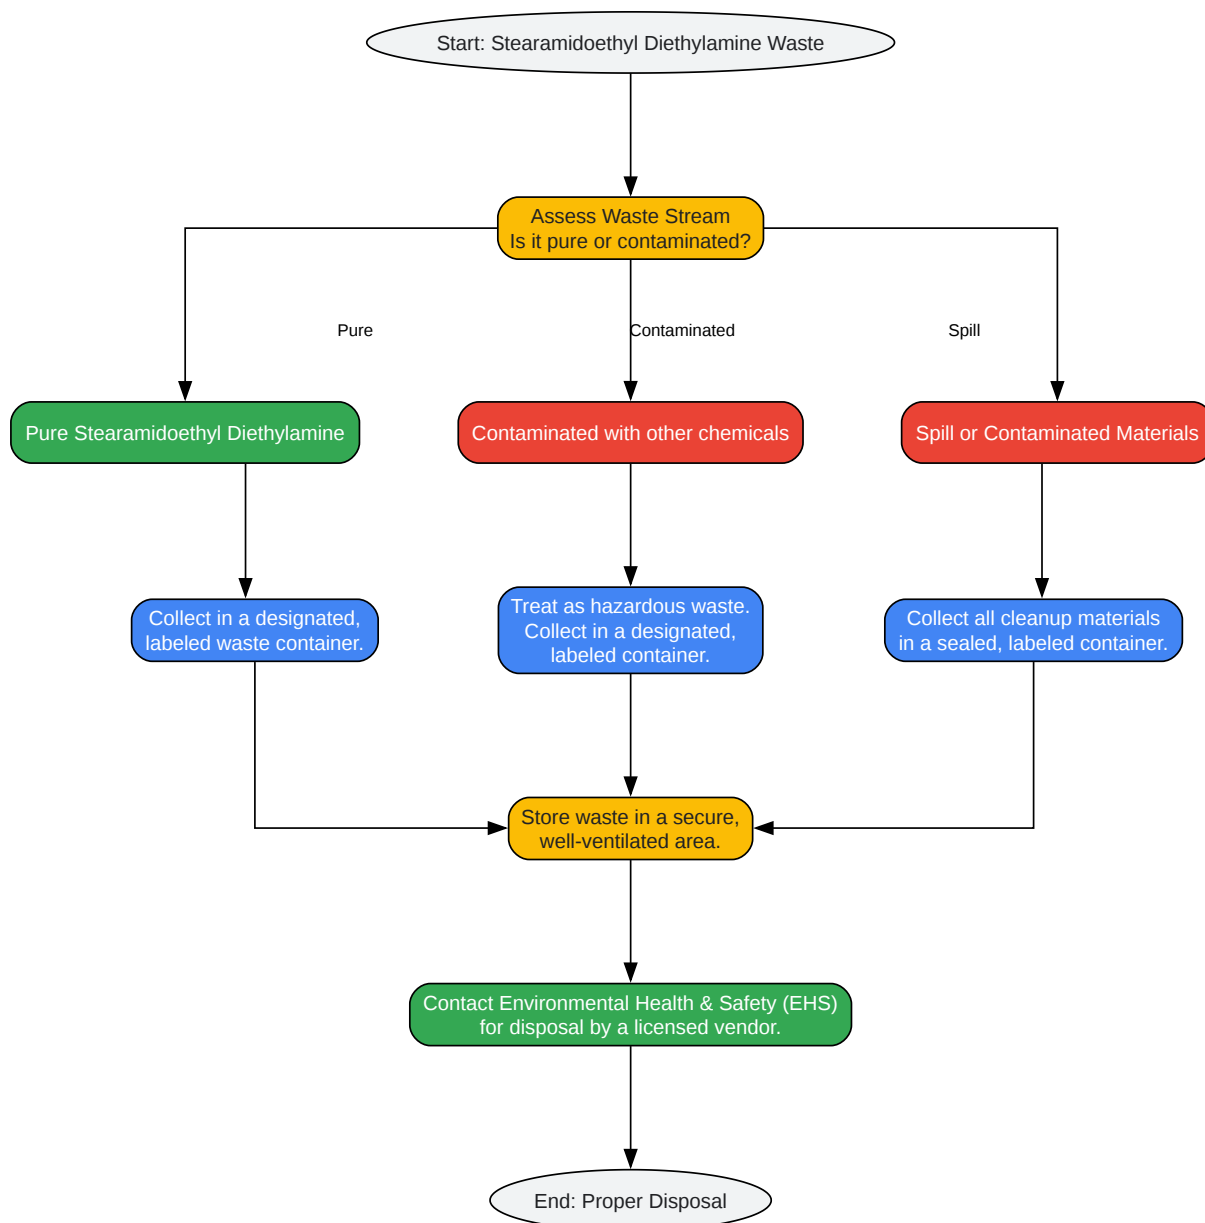 Start: Stearamidoethyl Diethylamine Waste
Assess Waste Stream
Is it pure or contaminated?
Pure
Contaminated
Spill
Pure Stearamidoethyl Diethylamine
Contaminated with other chemicals
Spill or Contaminated Materials
Collect in a designated,
labeled waste container.
Treat as hazardous waste.
Collect in a designated,
labeled container.
Collect all cleanup materials
in a sealed, labeled container.
Store waste in a secure,
well-ventilated area.
Contact Environmental Health & Safety (EHS)
for disposal by a licensed vendor.
End: Proper Disposal